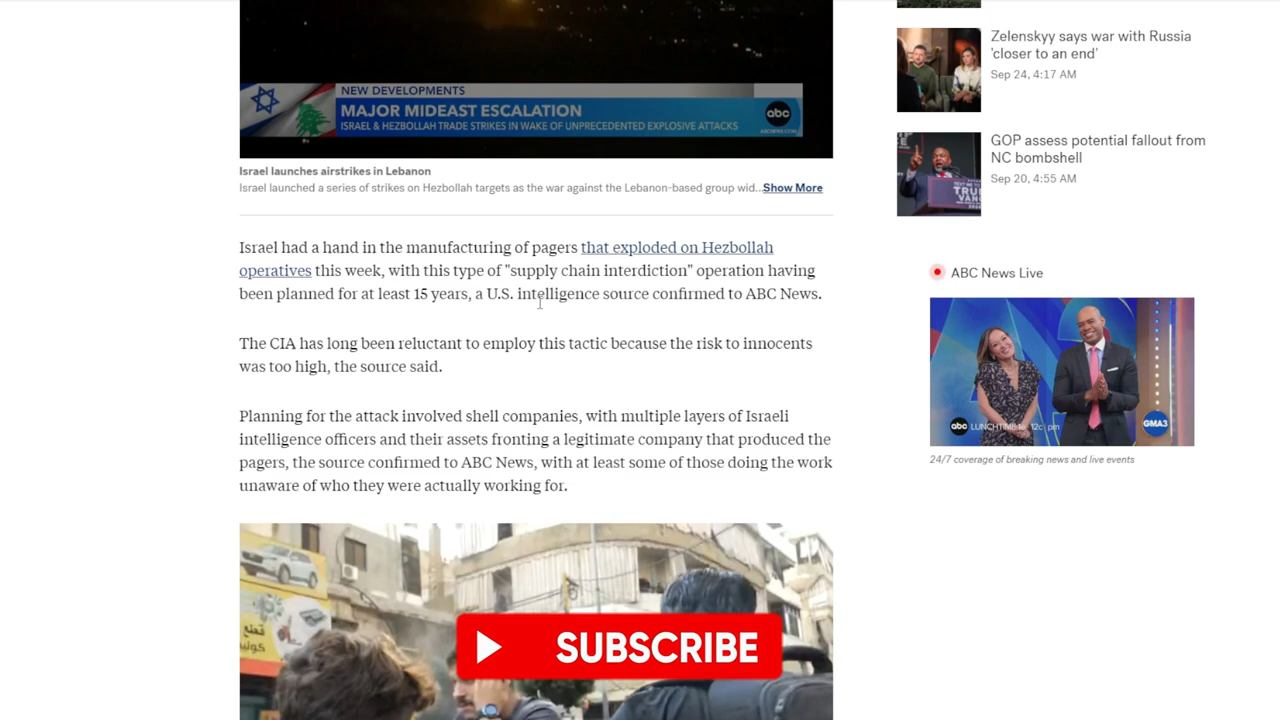 NEW DEVELOPMENTS
MAJOR MIDEAST ESCALATION
ISRAEL & HEZBOLLAH TRADE STRIKES IN WAKE OF UNPRECEDENTED EXPLOSIVE ATTACKS
abc
ABCNEWS.COM
Israel launches airstrikes in Lebanon
Israel launched a series of strikes on Hezbollah targets as the war against the Lebanon-based group wid...Show More
Israel had a hand in the manufacturing of pagers that exploded on Hezbollah
operatives this week, with this type of "supply chain interdiction" operation having
been planned for at least 15 years, a U.S. intelligence source confirmed to ABC News.
The CIA has long been reluctant to employ this tactic because the risk to innocents
was too high, the source said.
Planning for the attack involved shell companies, with multiple layers of Israeli
intelligence officers and their assets fronting a legitimate company that produced the
pagers, the source confirmed to ABC News, with at least some of those doing the work
unaware of who they were actually working for.
قطع
SUBSCRIBE
Zelenskyy says war with Russia
'closer to an end'
Sep 24, 4:17 AM
GOP assess potential fallout from
NC bombshell
Sep 20, 4:55 AM
TRU
VANC
ABC News Live
abc
GMA3
24/7 coverage of breaking news and live events